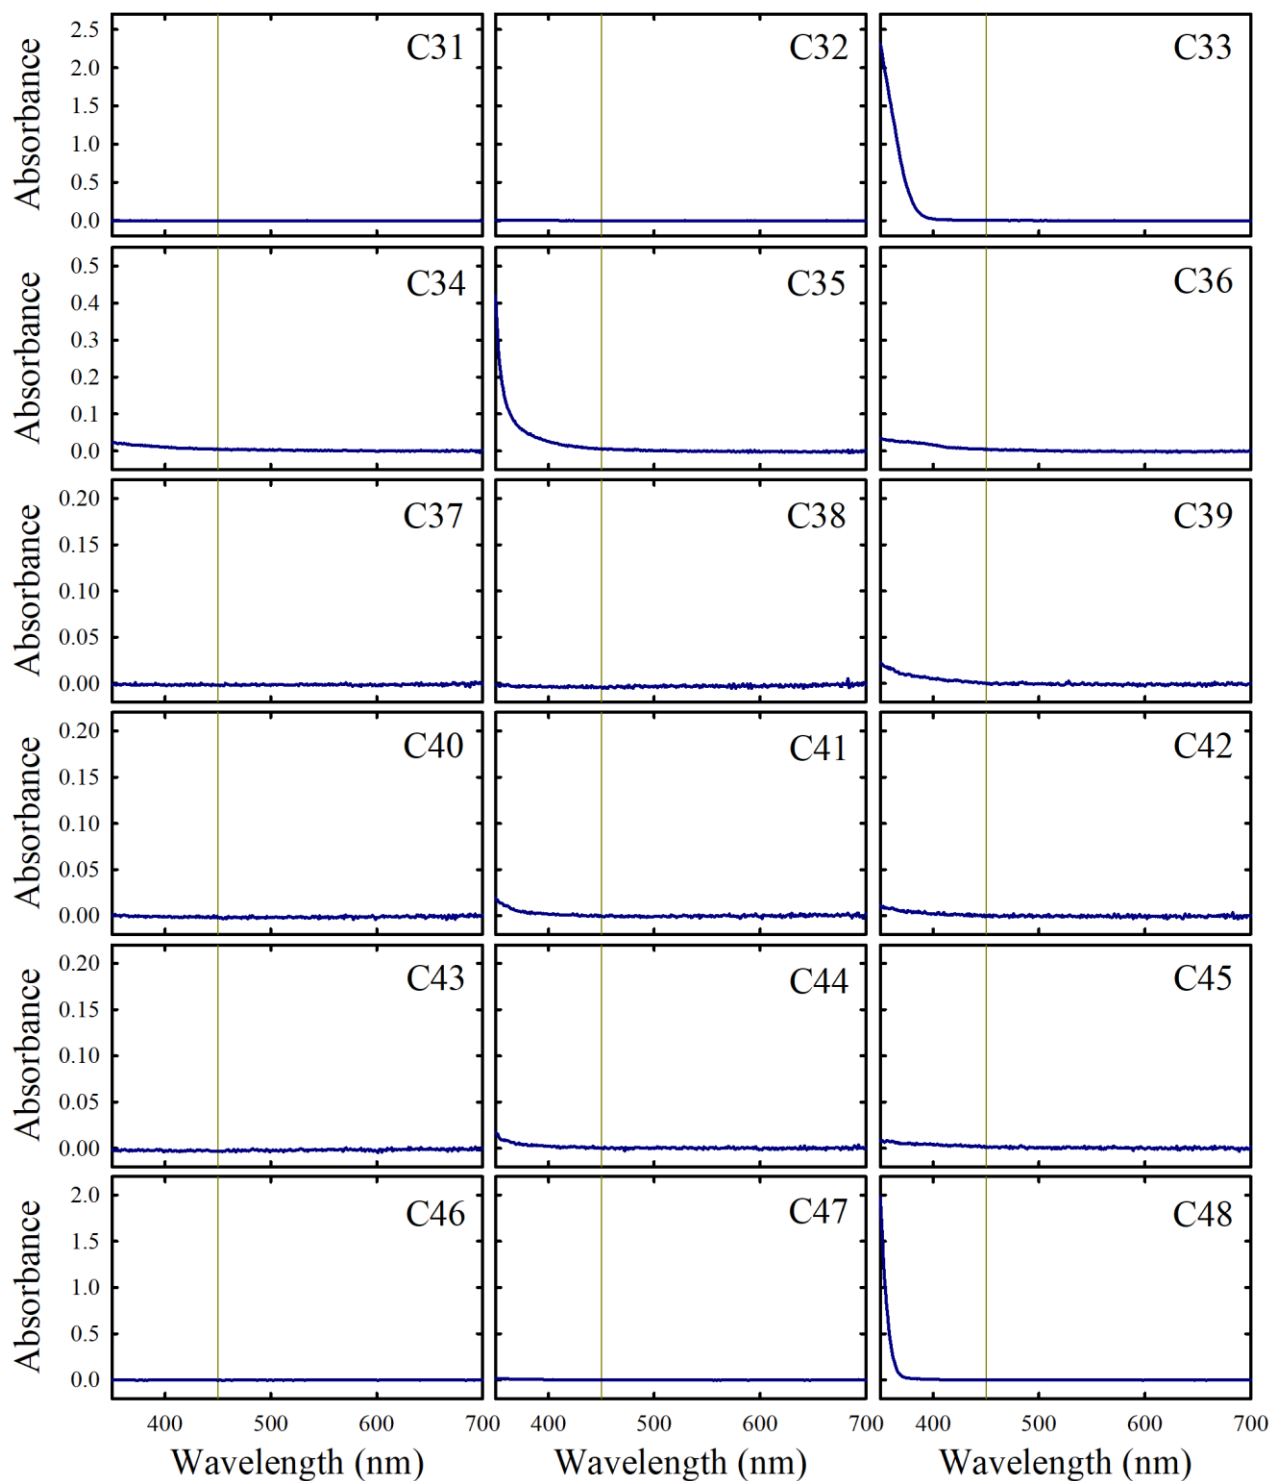 Absorbance
2.5
2.0
1.5
1.0
0.5
0.0
C31
C32
C33
Absorbance
0.5
0.4
0.3
0.2
0.1
0.0
C34
C35
C36
Absorbance
0.20
0.15
0.10
0.05
0.00
C37
C38
C39
Absorbance
0.20
0.15
0.10
0.05
0.00
C40
C41
C42
Absorbance
0.20
0.15
0.10
0.05
0.00
C43
C44
C45
Absorbance
2.0
1.5
1.0
0.5
0.0
C46
C47
C48
400 500 600 700 400 500 600 700 400 500 600 700
Wavelength (nm) Wavelength (nm) Wavelength (nm)